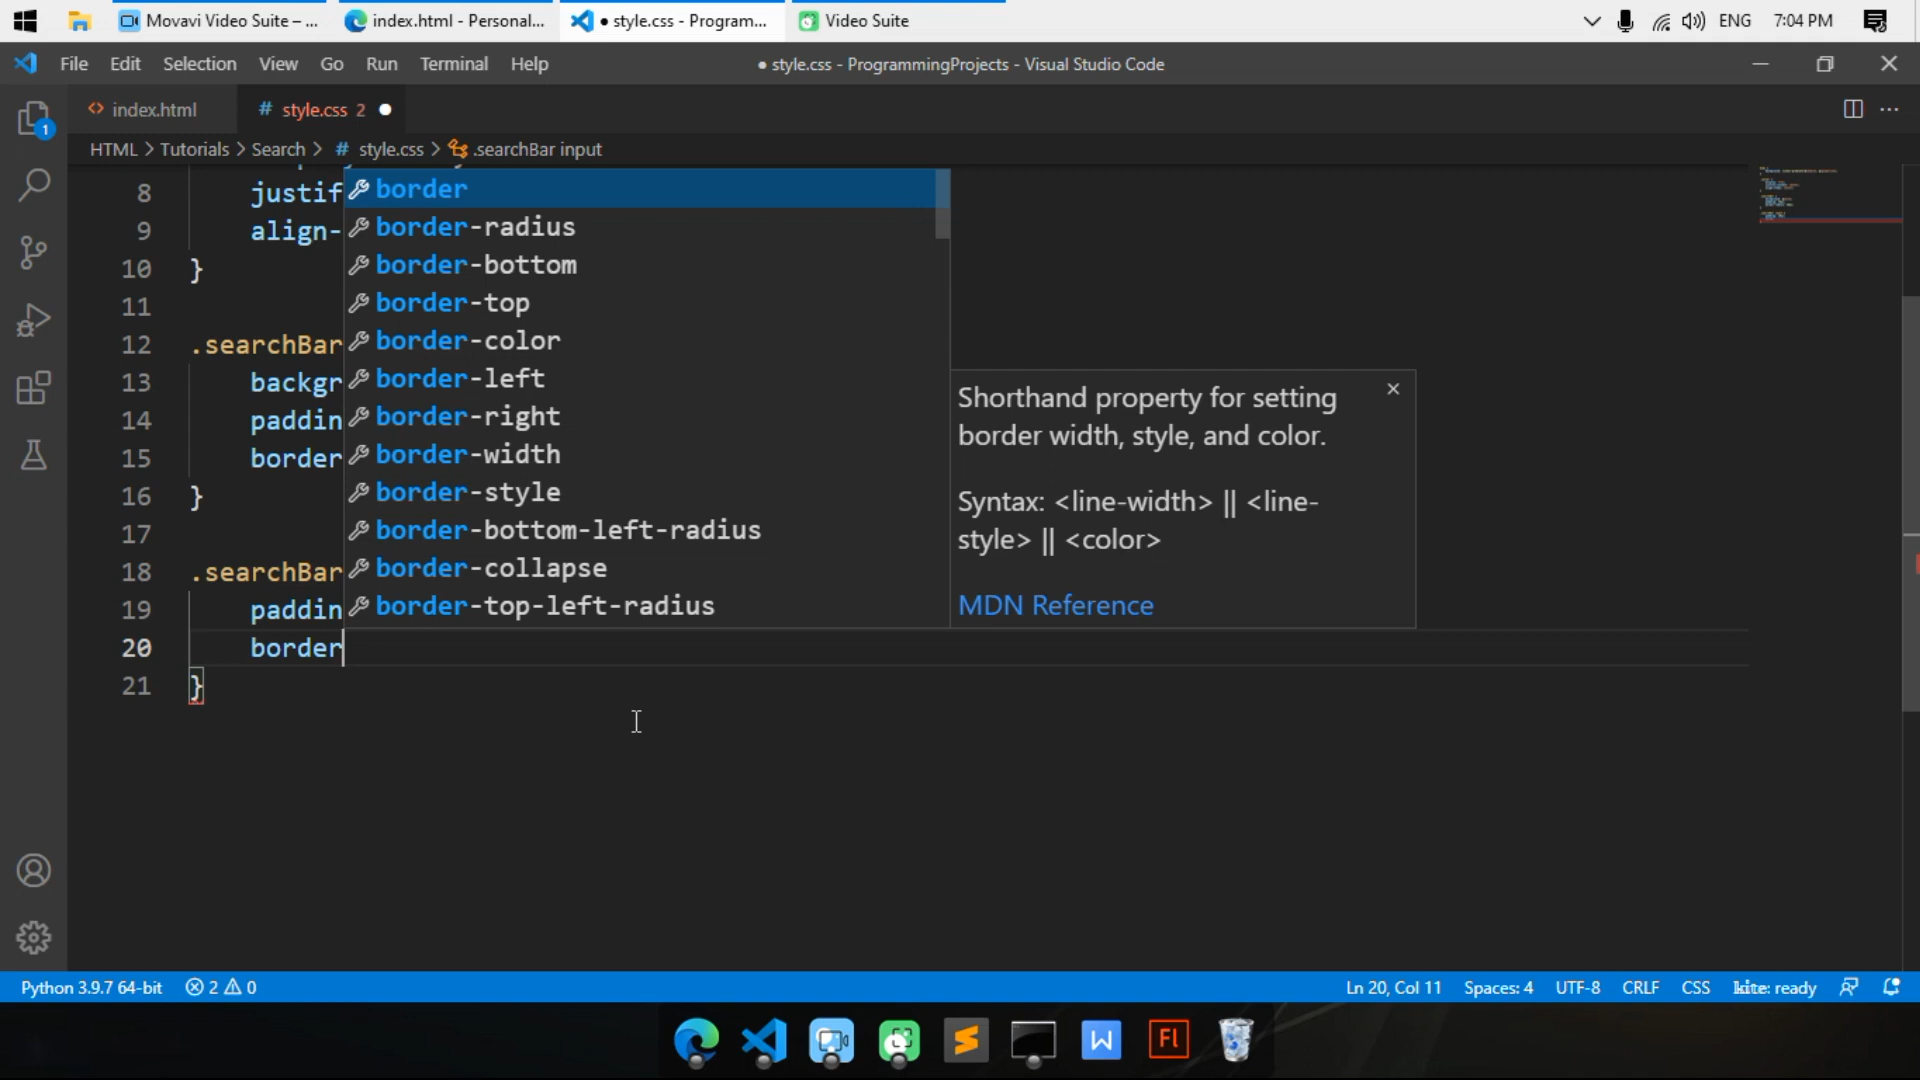 Movavi Video Suite – ...
index.html - Personal...
● style.css - Program...
Video Suite
ENG
7:04 PM
File Edit Selection View Go Run Terminal Help
● style.css - ProgrammingProjects - Visual Studio Code
index.html
# style.css 2 ●
HTML > Tutorials > Search > # style.css > .searchBar input
8 justif
9 align-
10 }
11
12 .searchBar
13 backgr
14 paddin
15 border
16 }
17
18 .searchBar
19 paddin
20 border
21 }
border
border-radius
border-bottom
border-top
border-color
border-left
border-right
border-width
border-style
border-bottom-left-radius
border-collapse
border-top-left-radius
Shorthand property for setting
border width, style, and color.
Syntax: <line-width> || <line-
style> || <color>
MDN Reference
1
Python 3.9.7 64-bit 2 0
Ln 20, Col 11 Spaces: 4 UTF-8 CRLF CSS kite: ready
W
Fl